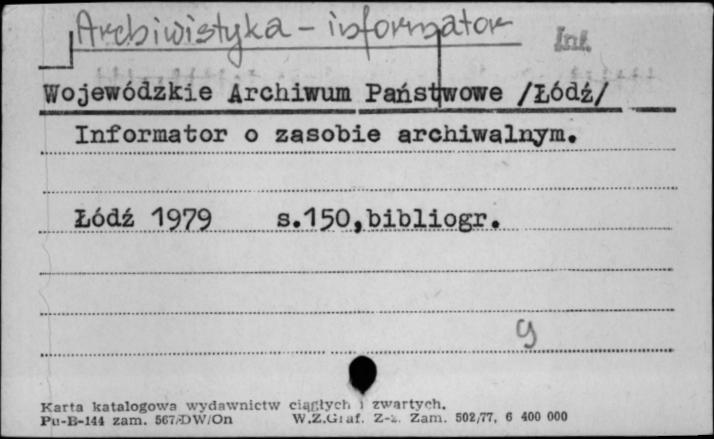 Archiwistyka - informator
Inf.
Wojewódzkie Archiwum Państwowe /Łódź/
Informator o zasobie archiwalnym.
Łódź 1979 s.150,bibliogr.
g
Karta katalogowa wydawnictw ciągłych i zwartych.
Pu-B-144 zam. 567/DW/On W.Z.Graf. Z-2. Zam. 502/77, 6 400 000